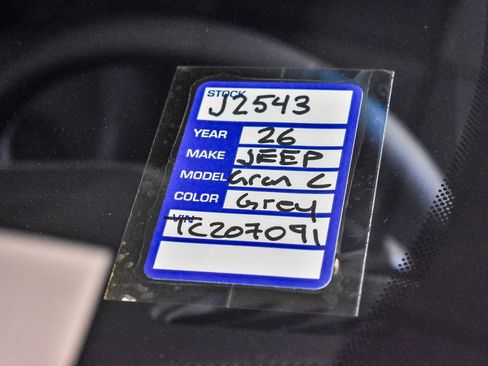 STOCK
J2543
YEAR 26
MAKE JEEP
MODEL Gran C
COLOR Grey
VIN
TC207091